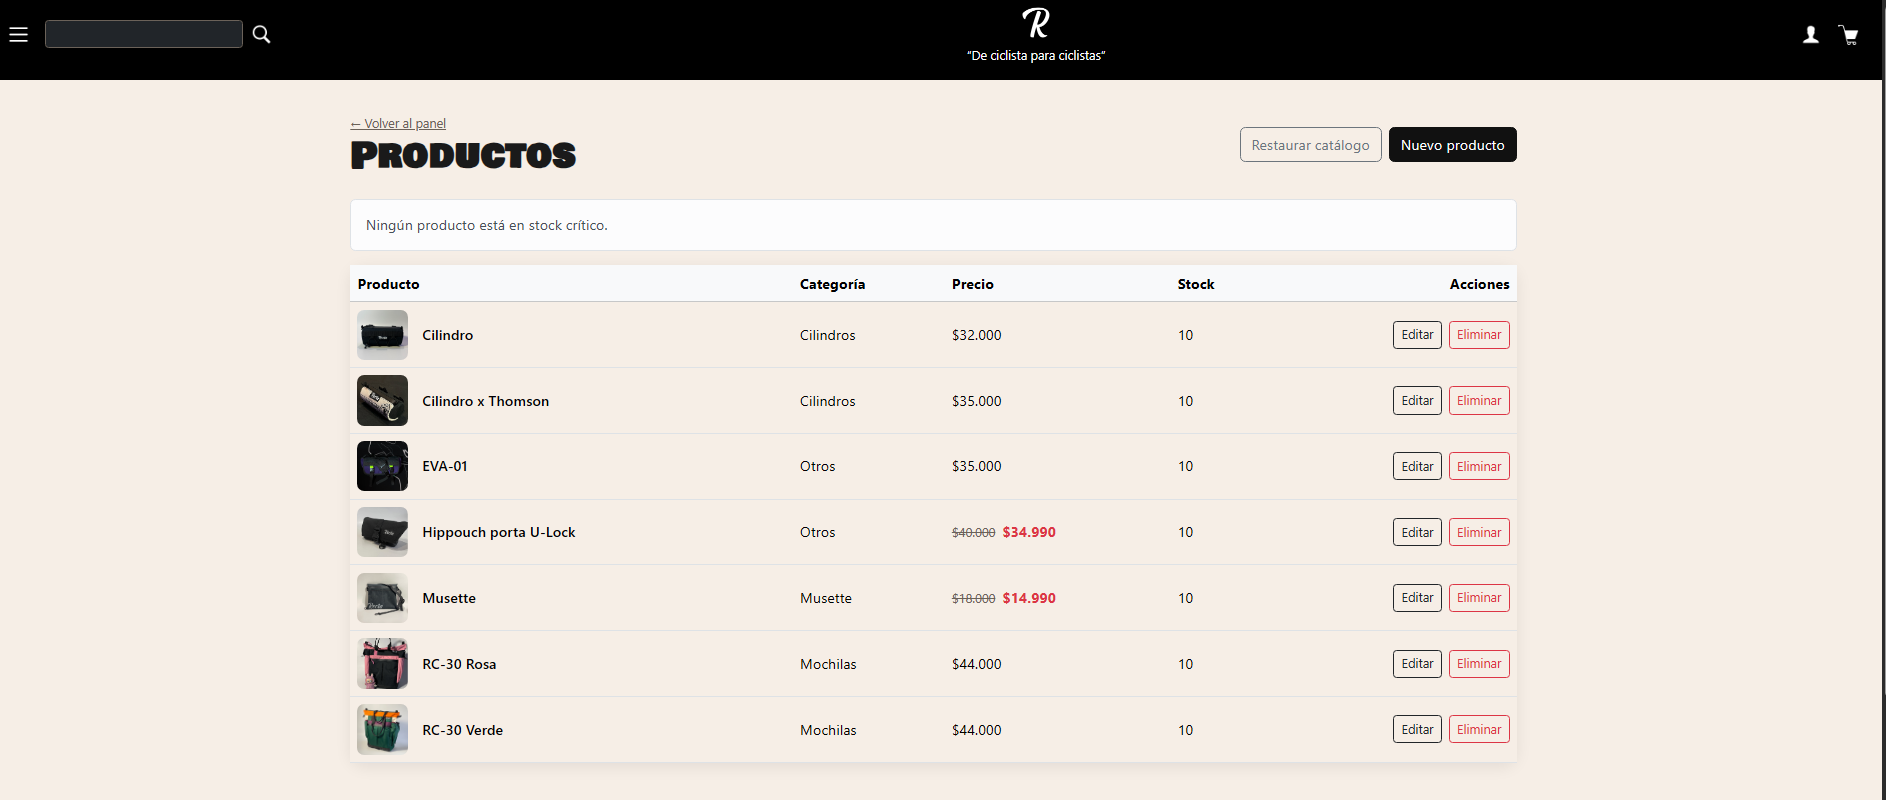 R
“De ciclista para ciclistas”
← Volver al panel
Productos
Restaurar catálogo
Nuevo producto
Ningún producto está en stock crítico.
Producto Categoría Precio Stock Acciones
Cilindro Cilindros $32.000 10 Editar Eliminar
Cilindro x Thomson Cilindros $35.000 10 Editar Eliminar
EVA-01 Otros $35.000 10 Editar Eliminar
Hippouch porta U-Lock Otros $40.000 $34.990 10 Editar Eliminar
Musette Musette $18.000 $14.990 10 Editar Eliminar
RC-30 Rosa Mochilas $44.000 10 Editar Eliminar
RC-30 Verde Mochilas $44.000 10 Editar Eliminar